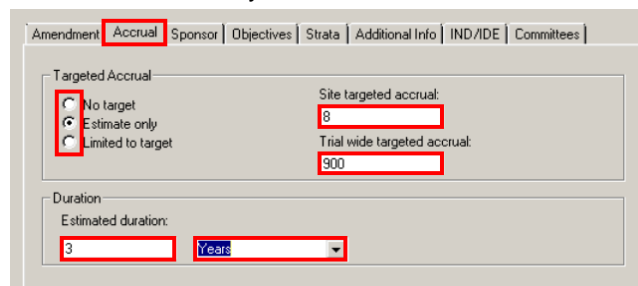 Amendment Accrual Sponsor Objectives Strata Additional Info IND/IDE Committees
Targeted Accrual
No target
Estimate only
Limited to target
Site targeted accrual:
8
Trial wide targeted accrual:
900
Duration
Estimated duration:
3 Years